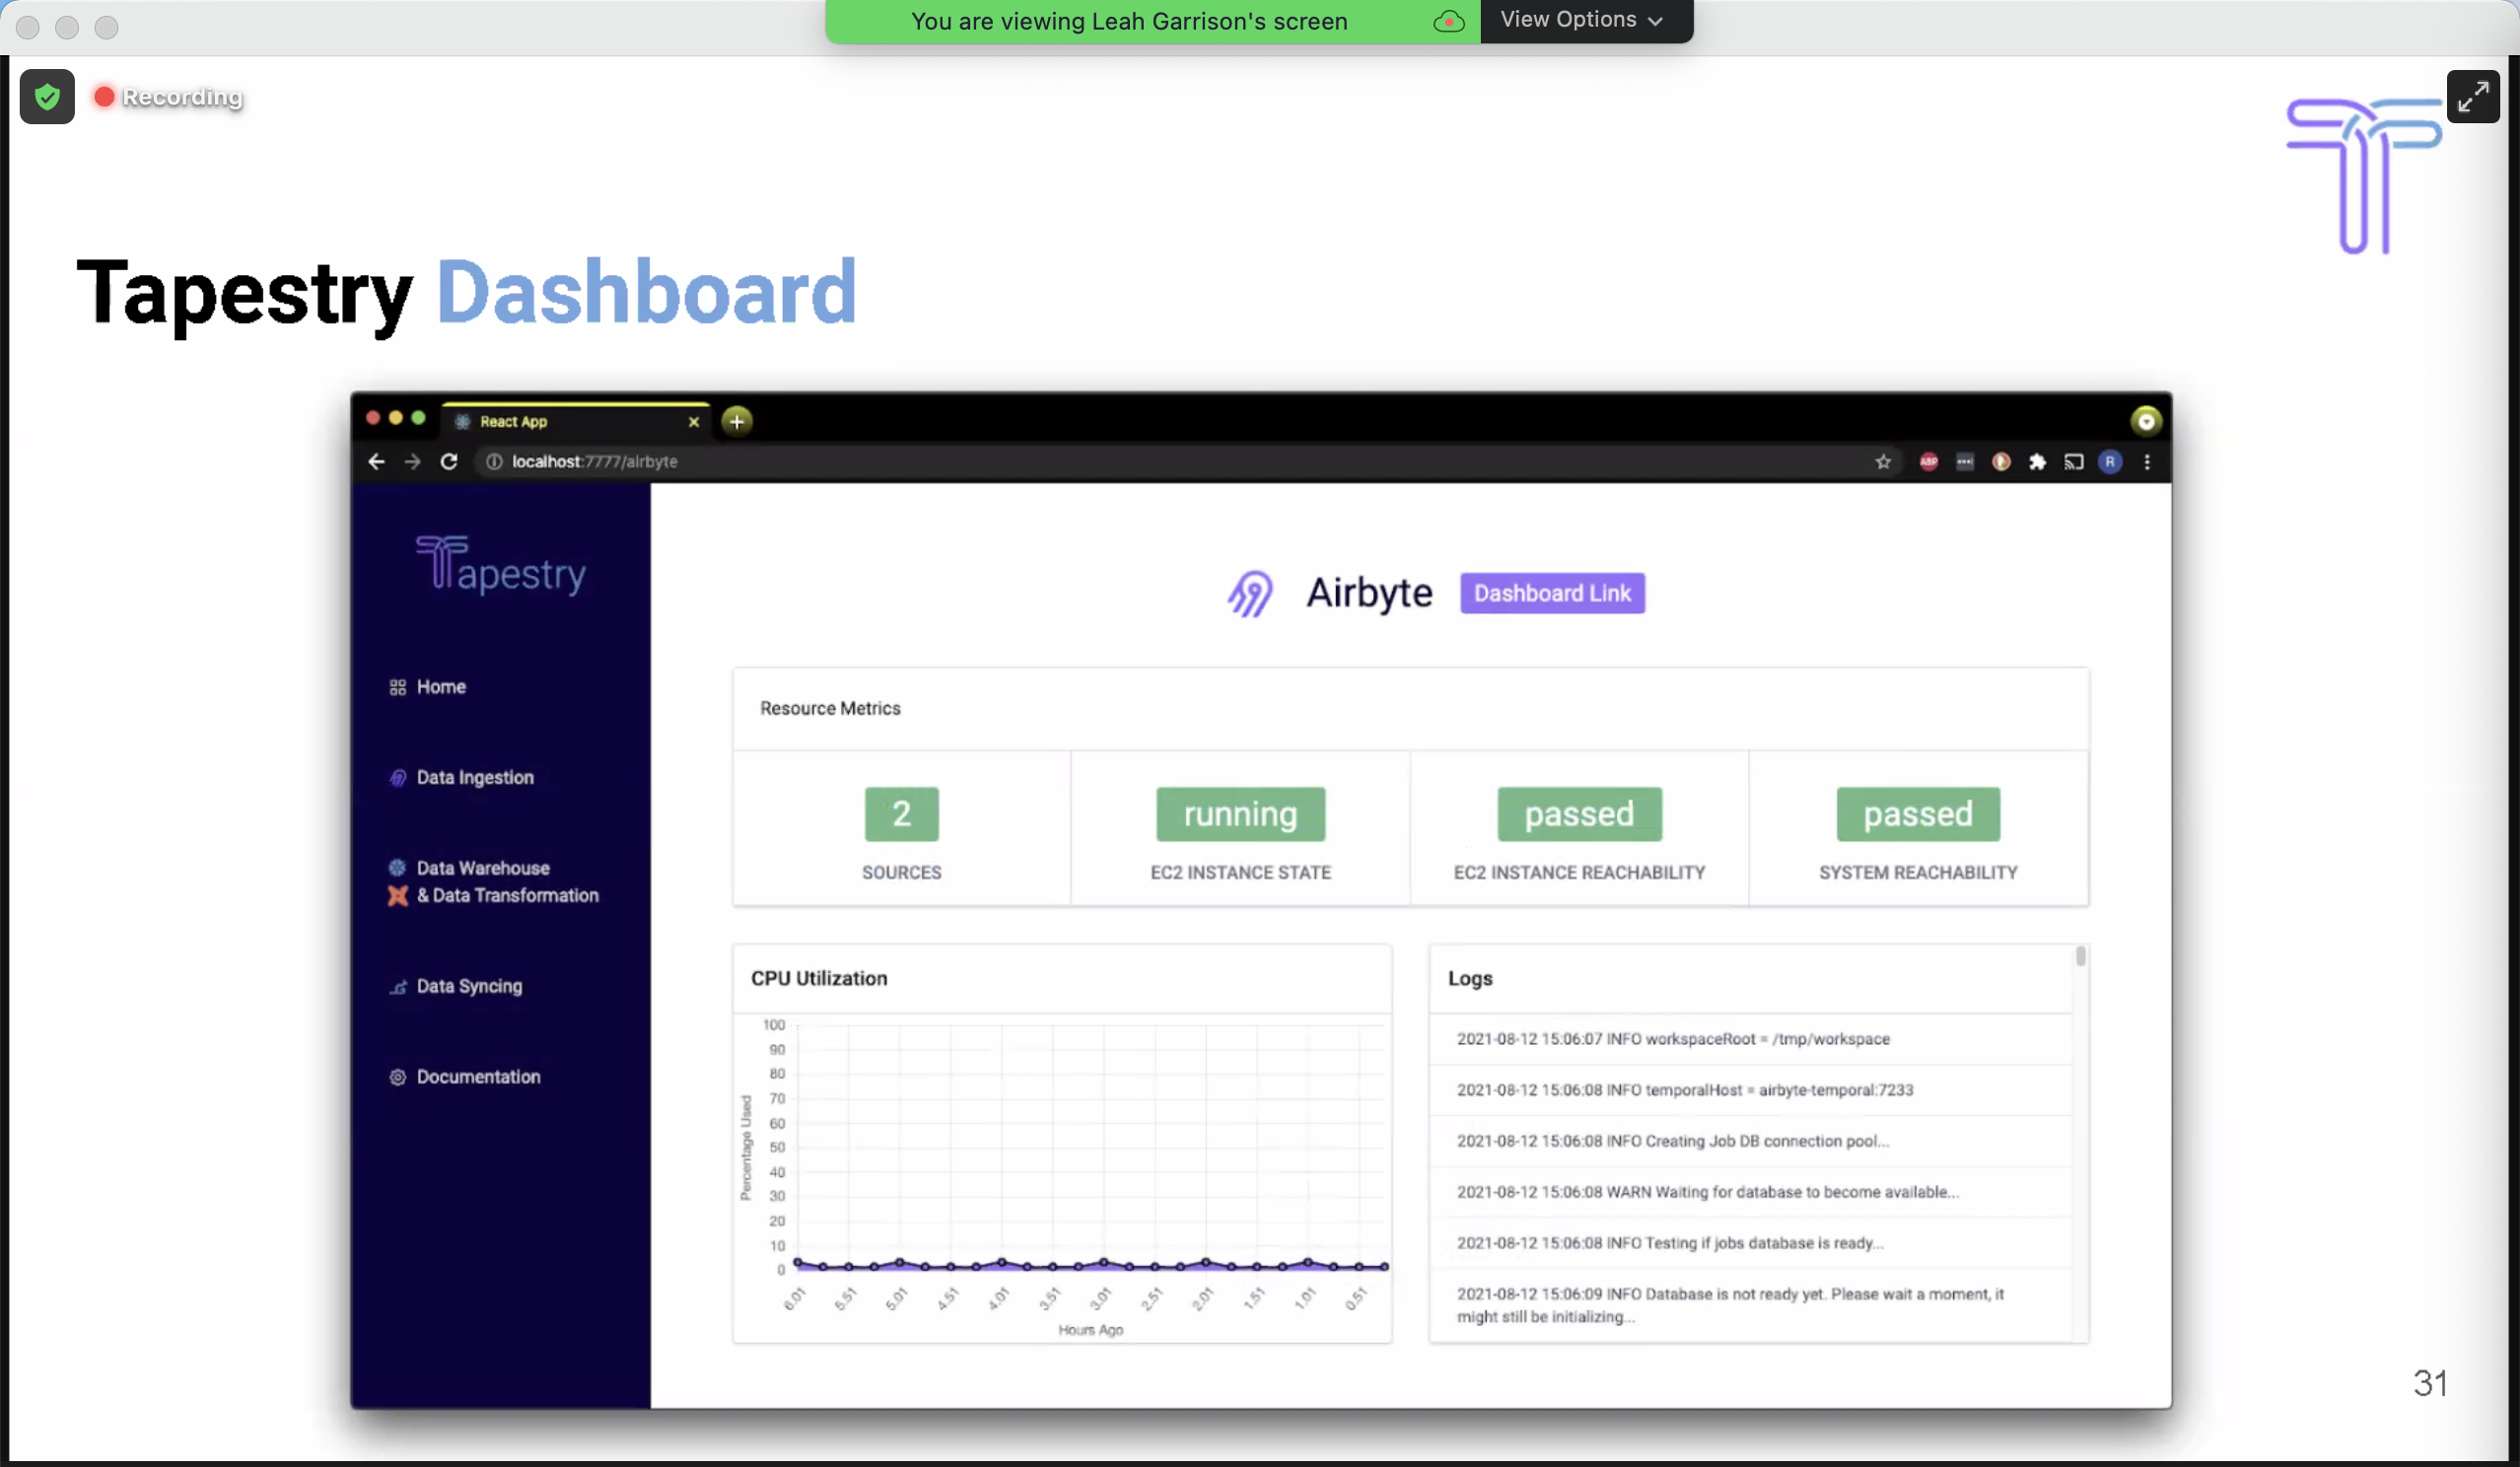 You are viewing Leah Garrison's screen
View Options
Recording
Tapestry Dashboard
React App
localhost:7777/airbyte
ABP
R
Tapestry
Home
Data Ingestion
Data Warehouse
& Data Transformation
Data Syncing
Documentation
Airbyte
Dashboard Link
Resource Metrics
2
running
passed
passed
SOURCES
EC2 INSTANCE STATE
EC2 INSTANCE REACHABILITY
SYSTEM REACHABILITY
CPU Utilization
100
90
80
70
60
50
40
30
20
10
0
Percentage Used
6.01
5.51
5.01
4.51
4.01
3.51
3.01
2.51
2.01
1.51
1.01
0.51
Hours Ago
Logs
2021-08-12 15:06:07 INFO workspaceRoot = /tmp/workspace
2021-08-12 15:06:08 INFO temporalHost = airbyte-temporal:7233
2021-08-12 15:06:08 INFO Creating Job DB connection pool...
2021-08-12 15:06:08 WARN Waiting for database to become available...
2021-08-12 15:06:08 INFO Testing if jobs database is ready...
2021-08-12 15:06:09 INFO Database is not ready yet. Please wait a moment, it
might still be initializing...
31